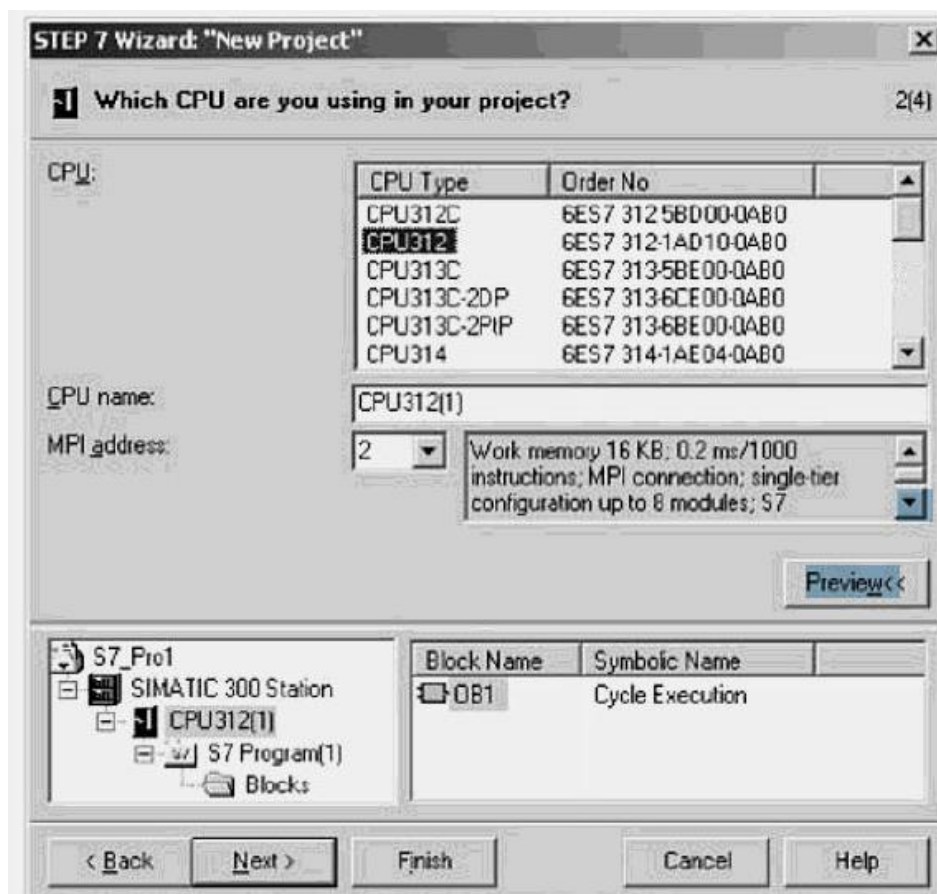 STEP 7 Wizard: "New Project"
Which CPU are you using in your project? 2(4)
CPU:
CPU Type Order No
CPU312C 6ES7 312-5BD00-0AB0
CPU312 6ES7 312-1AD10-0AB0
CPU313C 6ES7 313-5BE00-0AB0
CPU313C-2DP 6ES7 313-6CE00-0AB0
CPU313C-2PtP 6ES7 313-6BE00-0AB0
CPU314 6ES7 314-1AE04-0AB0
CPU name: CPU312(1)
MPI address: 2
Work memory 16 KB; 0.2 ms/1000
instructions; MPI connection; single-tier
configuration up to 8 modules; S7
Preview<<
S7_Pro1
SIMATIC 300 Station
CPU312(1)
S7 Program(1)
Blocks
Block Name Symbolic Name
OB1 Cycle Execution
< Back Next > Finish Cancel Help